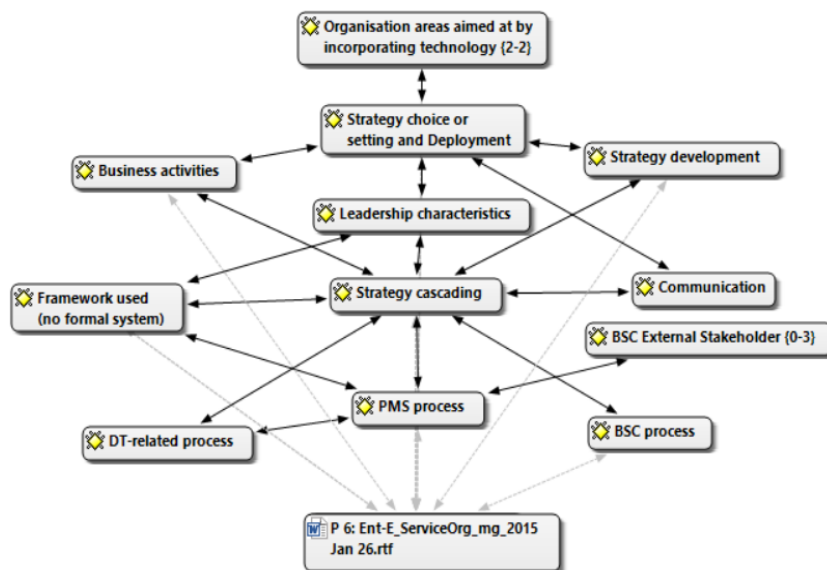 Organisation areas aimed at by
incorporating technology {2-2}
Strategy choice or
setting and Deployment
Strategy development
Business activities
Leadership characteristics
Framework used
(no formal system)
Strategy cascading
Communication
BSC External Stakeholder {0-3}
PMS process
DT-related process
BSC process
P 6: Ent-E_ServiceOrg_mg_2015
Jan 26.rtf